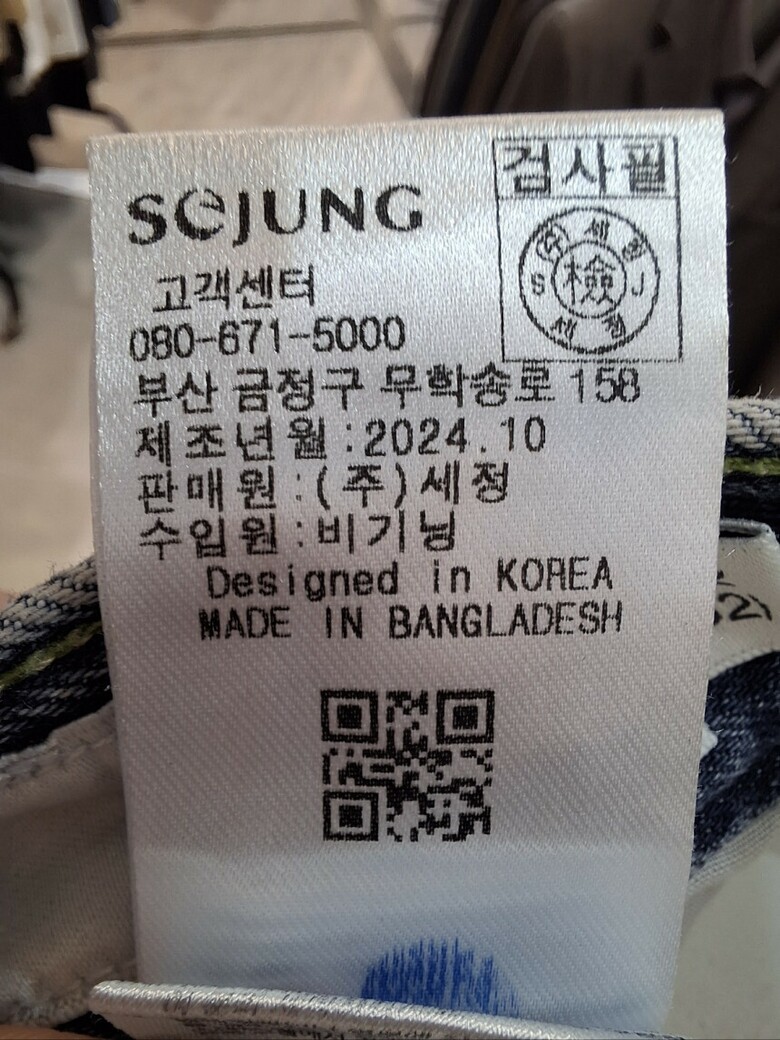 SEJUNG
검사필
(주)세정
S 檢 J
세정
고객센터
080-671-5000
부산 금정구 무학송로 158
제조년월:2024.10
판매원:(주)세정
수입원:비기닝
Designed in KOREA
MADE IN BANGLADESH